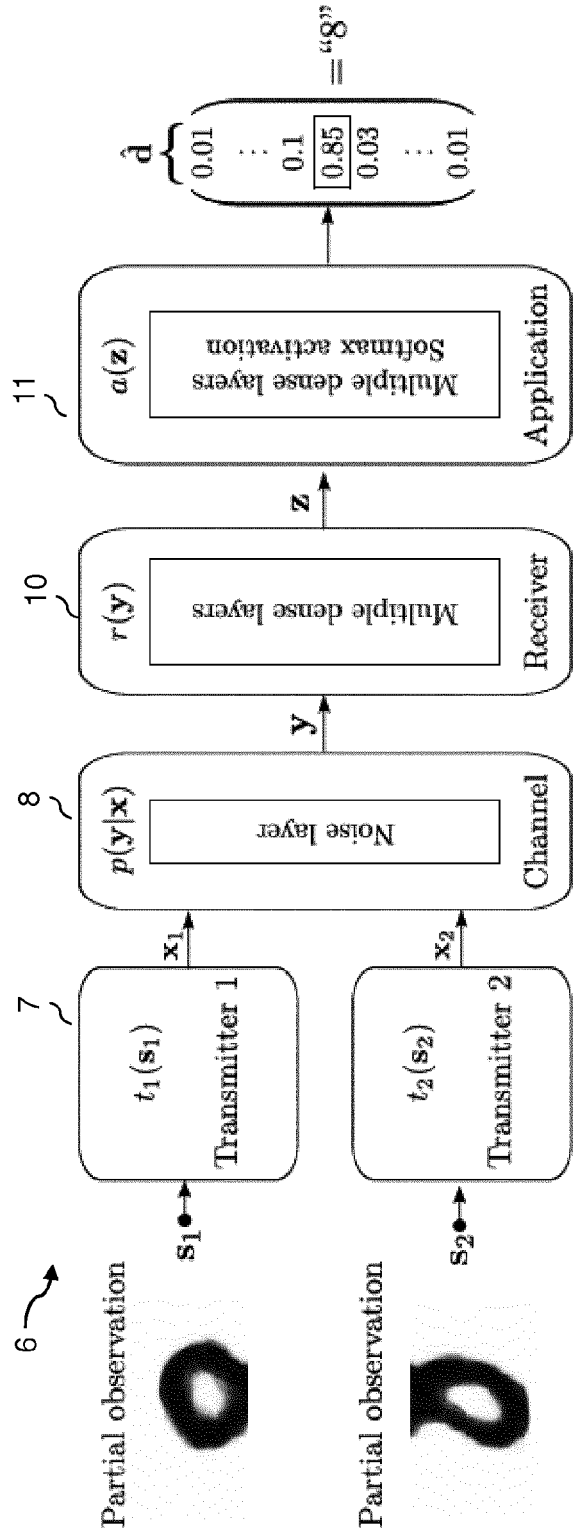 6
Partial observation
Partial observation
s₁
s₂
7
t₁(s₁)
Transmitter 1
t₂(s₂)
Transmitter 2
x₁
x₂
8
p(y|x)
Noise layer
Channel
y
10
r(y)
Multiple dense layers
Receiver
z
11
a(z)
Multiple dense layers
Softmax activation
Application
d̂
0.01
⋮
0.1
0.85
0.03
⋮
0.01
="8"